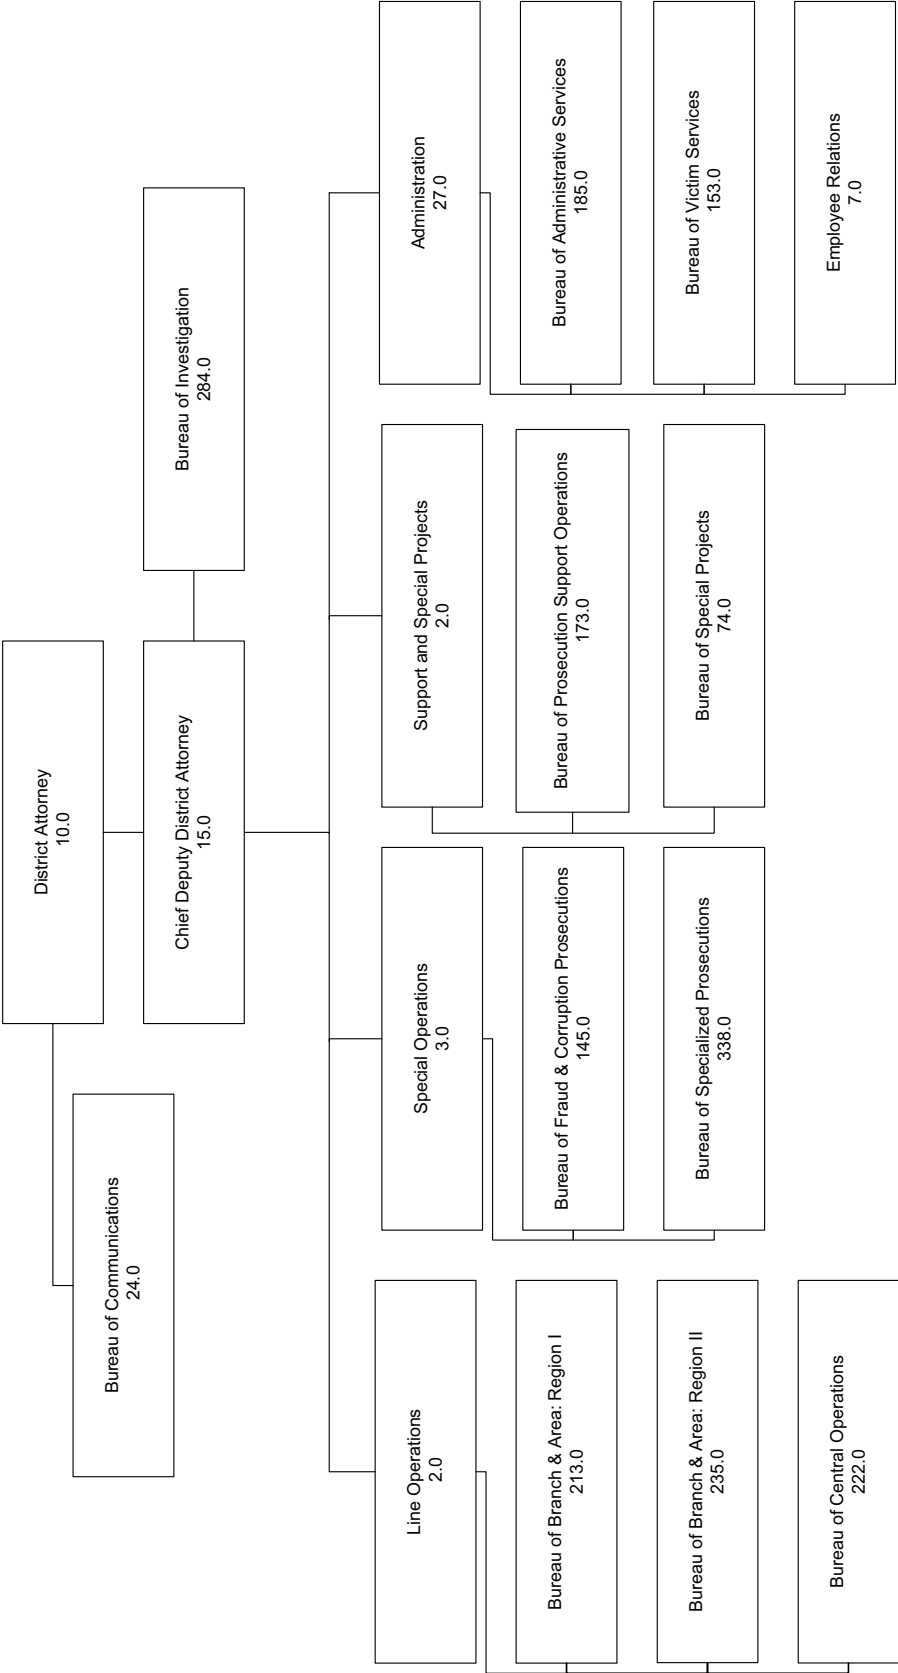 District Attorney
10.0
Bureau of Communications
24.0
Chief Deputy District Attorney
15.0
Bureau of Investigation
284.0
Line Operations
2.0
Bureau of Branch & Area: Region I
213.0
Bureau of Branch & Area: Region II
235.0
Bureau of Central Operations
222.0
Special Operations
3.0
Bureau of Fraud & Corruption Prosecutions
145.0
Bureau of Specialized Prosecutions
338.0
Support and Special Projects
2.0
Bureau of Prosecution Support Operations
173.0
Bureau of Special Projects
74.0
Administration
27.0
Bureau of Administrative Services
185.0
Bureau of Victim Services
153.0
Employee Relations
7.0